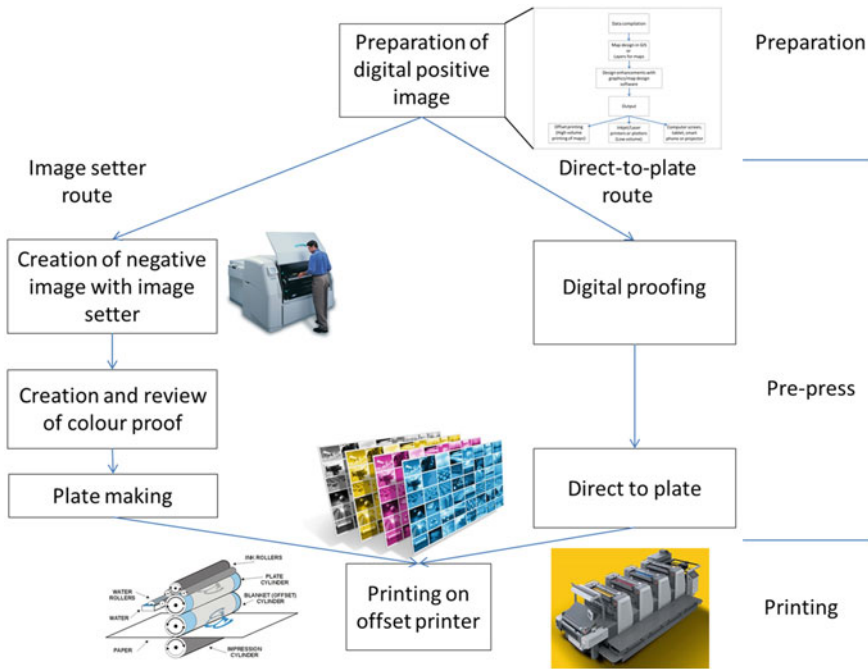 Preparation of
digital positive
image
Data compilation
Map design in GIS
or
Layers for maps
Design enhancements with
graphics/map design
software
Output
Offset printing
(High volume
printing of maps)
Inkjet/Laser
printers or plotters
(Low volume)
Computer screen,
tablet, smart
phone or projector
Preparation
Image setter
route
Direct-to-plate
route
Creation of negative
image with image
setter
Digital proofing
Creation and review
of colour proof
Pre-press
Plate making
Direct to plate
INK ROLLERS
PLATE
CYLINDER
WATER
ROLLERS
BLANKET (OFFSET)
CYLINDER
WATER
PAPER
IMPRESSION
CYLINDER
Printing on
offset printer
Printing